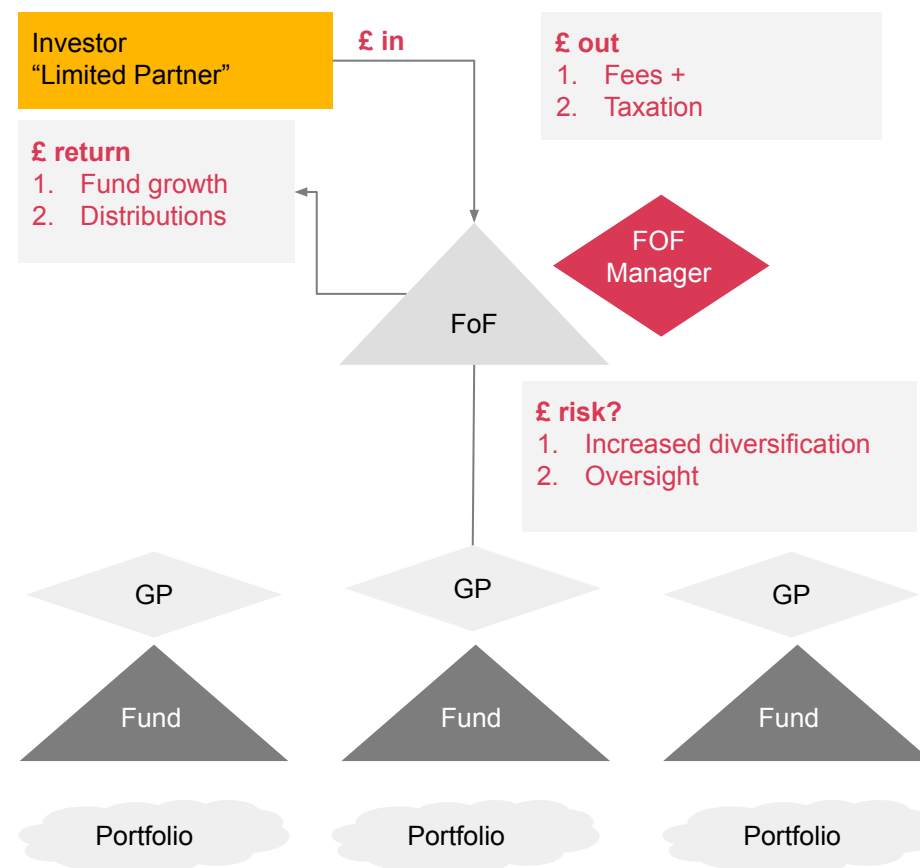 Investor
“Limited Partner”
£ in
£ out
1. Fees +
2. Taxation
£ return
1. Fund growth
2. Distributions
FOF
Manager
FoF
£ risk?
1. Increased diversification
2. Oversight
GP
GP
GP
Fund
Fund
Fund
Portfolio
Portfolio
Portfolio